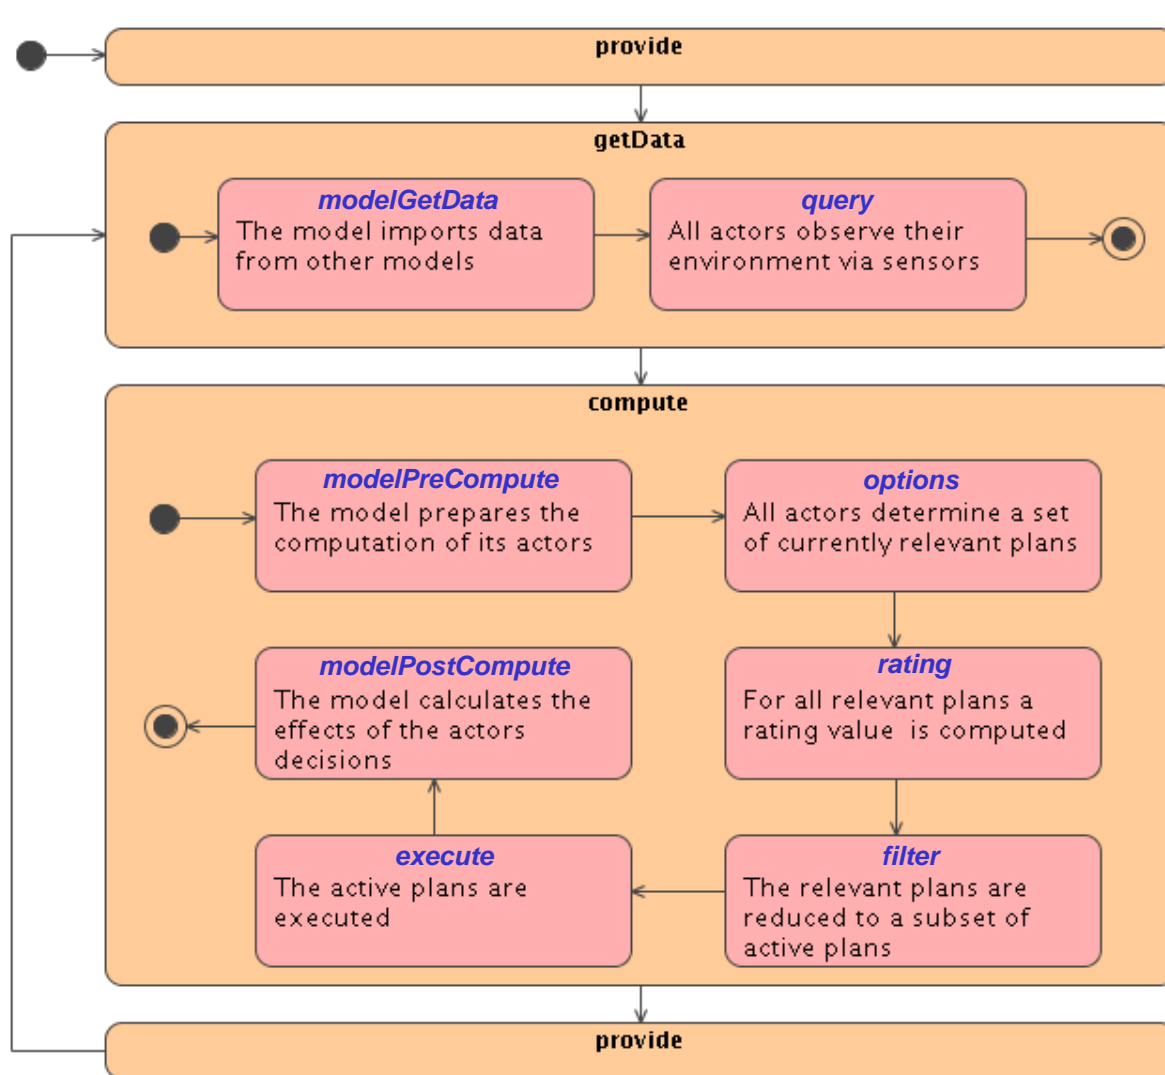 provide
getData
modelGetData
The model imports data
from other models
query
All actors observe their
environment via sensors
compute
modelPreCompute
The model prepares the
computation of its actors
options
All actors determine a set
of currently relevant plans
modelPostCompute
The model calculates the
effects of the actors
decisions
rating
For all relevant plans a
rating value is computed
execute
The active plans are
executed
filter
The relevant plans are
reduced to a subset of
active plans
provide